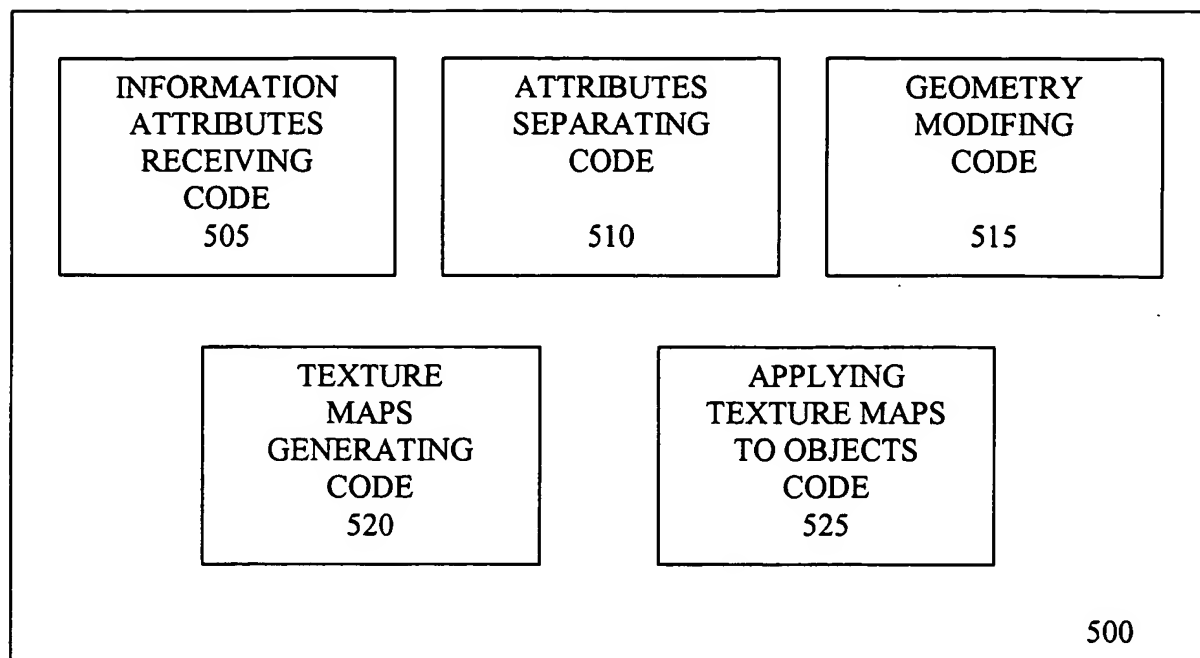 INFORMATION
ATTRIBUTES
RECEIVING
CODE
505
ATTRIBUTES
SEPARATING
CODE
510
GEOMETRY
MODIFING
CODE
515
TEXTURE
MAPS
GENERATING
CODE
520
APPLYING
TEXTURE MAPS
TO OBJECTS
CODE
525
500